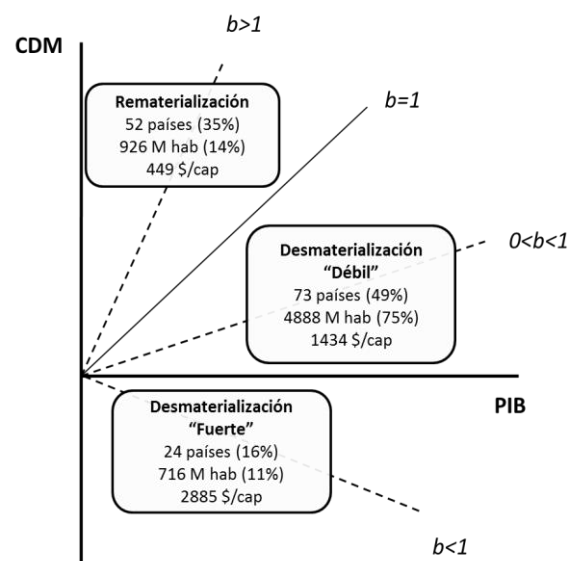 b>1
CDM
b=1
Rematerialización
52 países (35%)
926 M hab (14%)
449 $/cap
0<b<1
Desmaterialización
“Débil”
73 países (49%)
4888 M hab (75%)
1434 $/cap
PIB
Desmaterialización
“Fuerte”
24 países (16%)
716 M hab (11%)
2885 $/cap
b<1